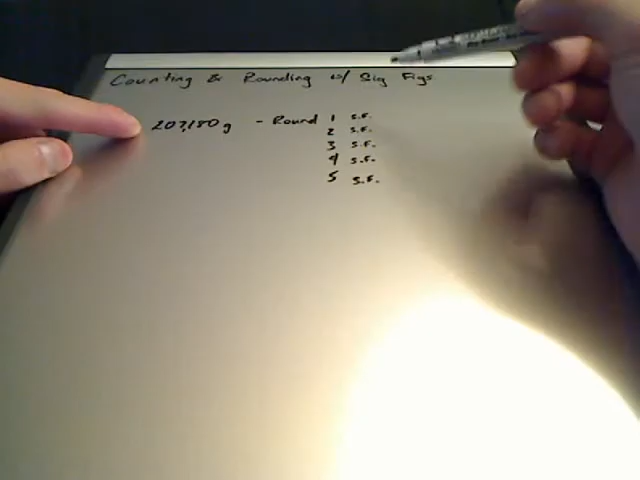 Counting & Rounding w/ Sig Figs
207,180 g - Round 1 s.f.
2 s.f.
3 s.f.
4 s.f.
5 s.f.